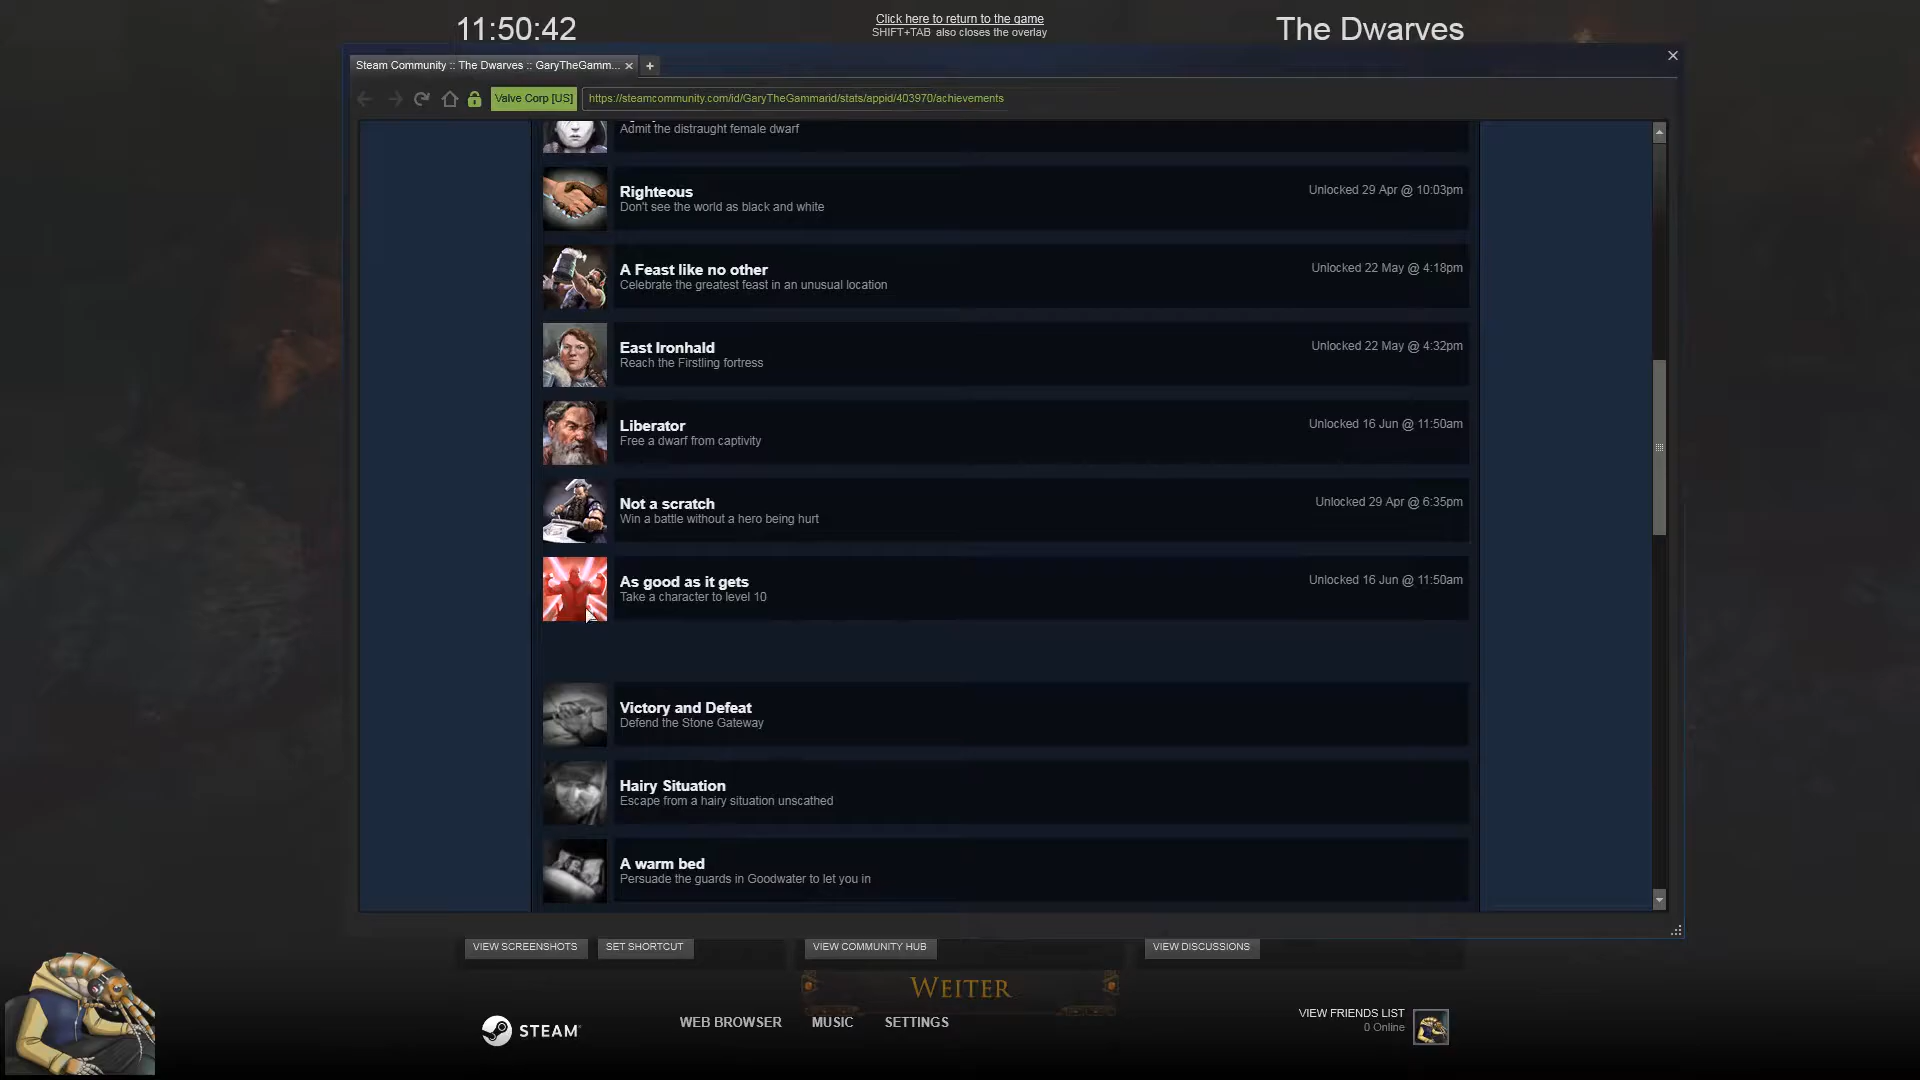 11:50:42
Click here to return to the game
SHIFT+TAB also closes the overlay
The Dwarves
Steam Community :: The Dwarves :: GaryTheGamm...
Valve Corp [US]
https://steamcommunity.com/id/GaryTheGammarid/stats/appid/403970/achievements
Admit the distraught female dwarf
Righteous
Don't see the world as black and white
Unlocked 29 Apr @ 10:03pm
A Feast like no other
Celebrate the greatest feast in an unusual location
Unlocked 22 May @ 4:18pm
East Ironhald
Reach the Firstling fortress
Unlocked 22 May @ 4:32pm
Liberator
Free a dwarf from captivity
Unlocked 16 Jun @ 11:50am
Not a scratch
Win a battle without a hero being hurt
Unlocked 29 Apr @ 6:35pm
As good as it gets
Take a character to level 10
Unlocked 16 Jun @ 11:50am
Victory and Defeat
Defend the Stone Gateway
Hairy Situation
Escape from a hairy situation unscathed
A warm bed
Persuade the guards in Goodwater to let you in
VIEW SCREENSHOTS
SET SHORTCUT
VIEW COMMUNITY HUB
VIEW DISCUSSIONS
WEITER
STEAM
WEB BROWSER
MUSIC
SETTINGS
VIEW FRIENDS LIST
0 Online